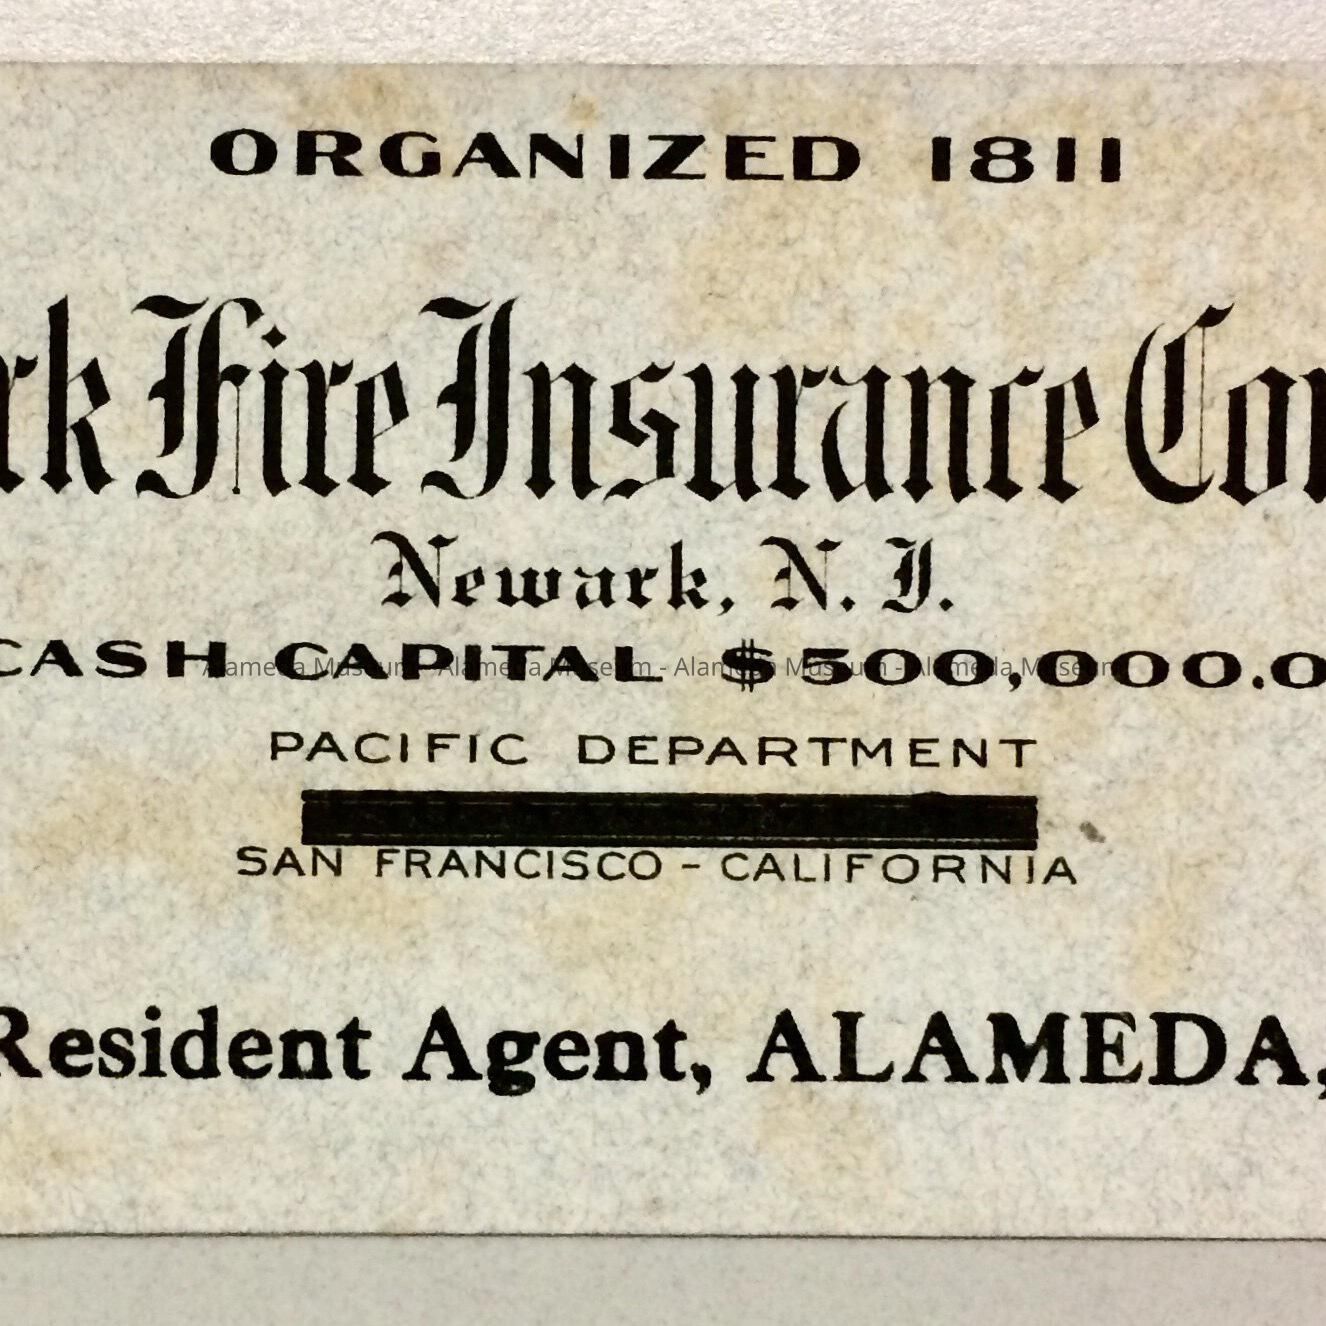 ORGANIZED 1811
rk Fire Insurance Co
Newark, N. J.
CASH CAPITAL $500,000.0
Alameda Museum - Alameda Museum - Alameda Museum - Alameda Museum
PACIFIC DEPARTMENT
SAN FRANCISCO - CALIFORNIA
Resident Agent, ALAMEDA,